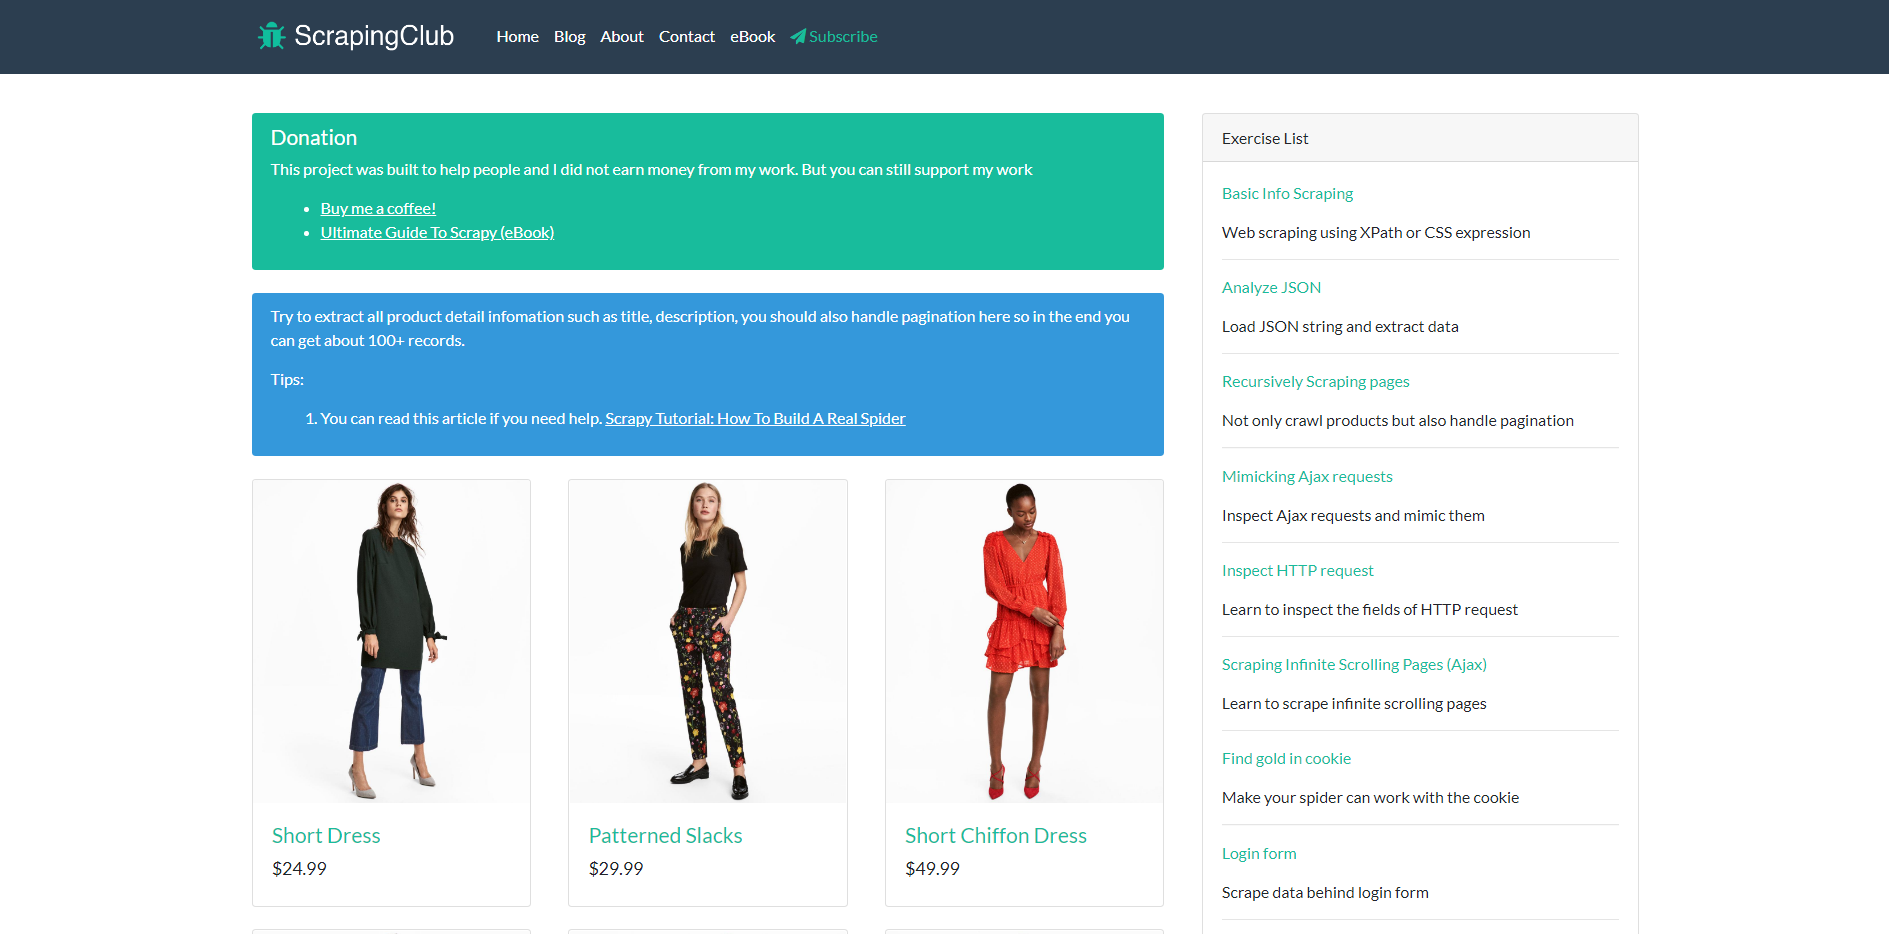 ScrapingClub
Home Blog About Contact eBook Subscribe
Donation
This project was built to help people and I did not earn money from my work. But you can still support my work
• Buy me a coffee!
• Ultimate Guide To Scrapy (eBook)
Try to extract all product detail infomation such as title, description, you should also handle pagination here so in the end you
can get about 100+ records.
Tips:
1. You can read this article if you need help. Scrapy Tutorial: How To Build A Real Spider
Short Dress
$24.99
Patterned Slacks
$29.99
Short Chiffon Dress
$49.99
Exercise List
Basic Info Scraping
Web scraping using XPath or CSS expression
Analyze JSON
Load JSON string and extract data
Recursively Scraping pages
Not only crawl products but also handle pagination
Mimicking Ajax requests
Inspect Ajax requests and mimic them
Inspect HTTP request
Learn to inspect the fields of HTTP request
Scraping Infinite Scrolling Pages (Ajax)
Learn to scrape infinite scrolling pages
Find gold in cookie
Make your spider can work with the cookie
Login form
Scrape data behind login form